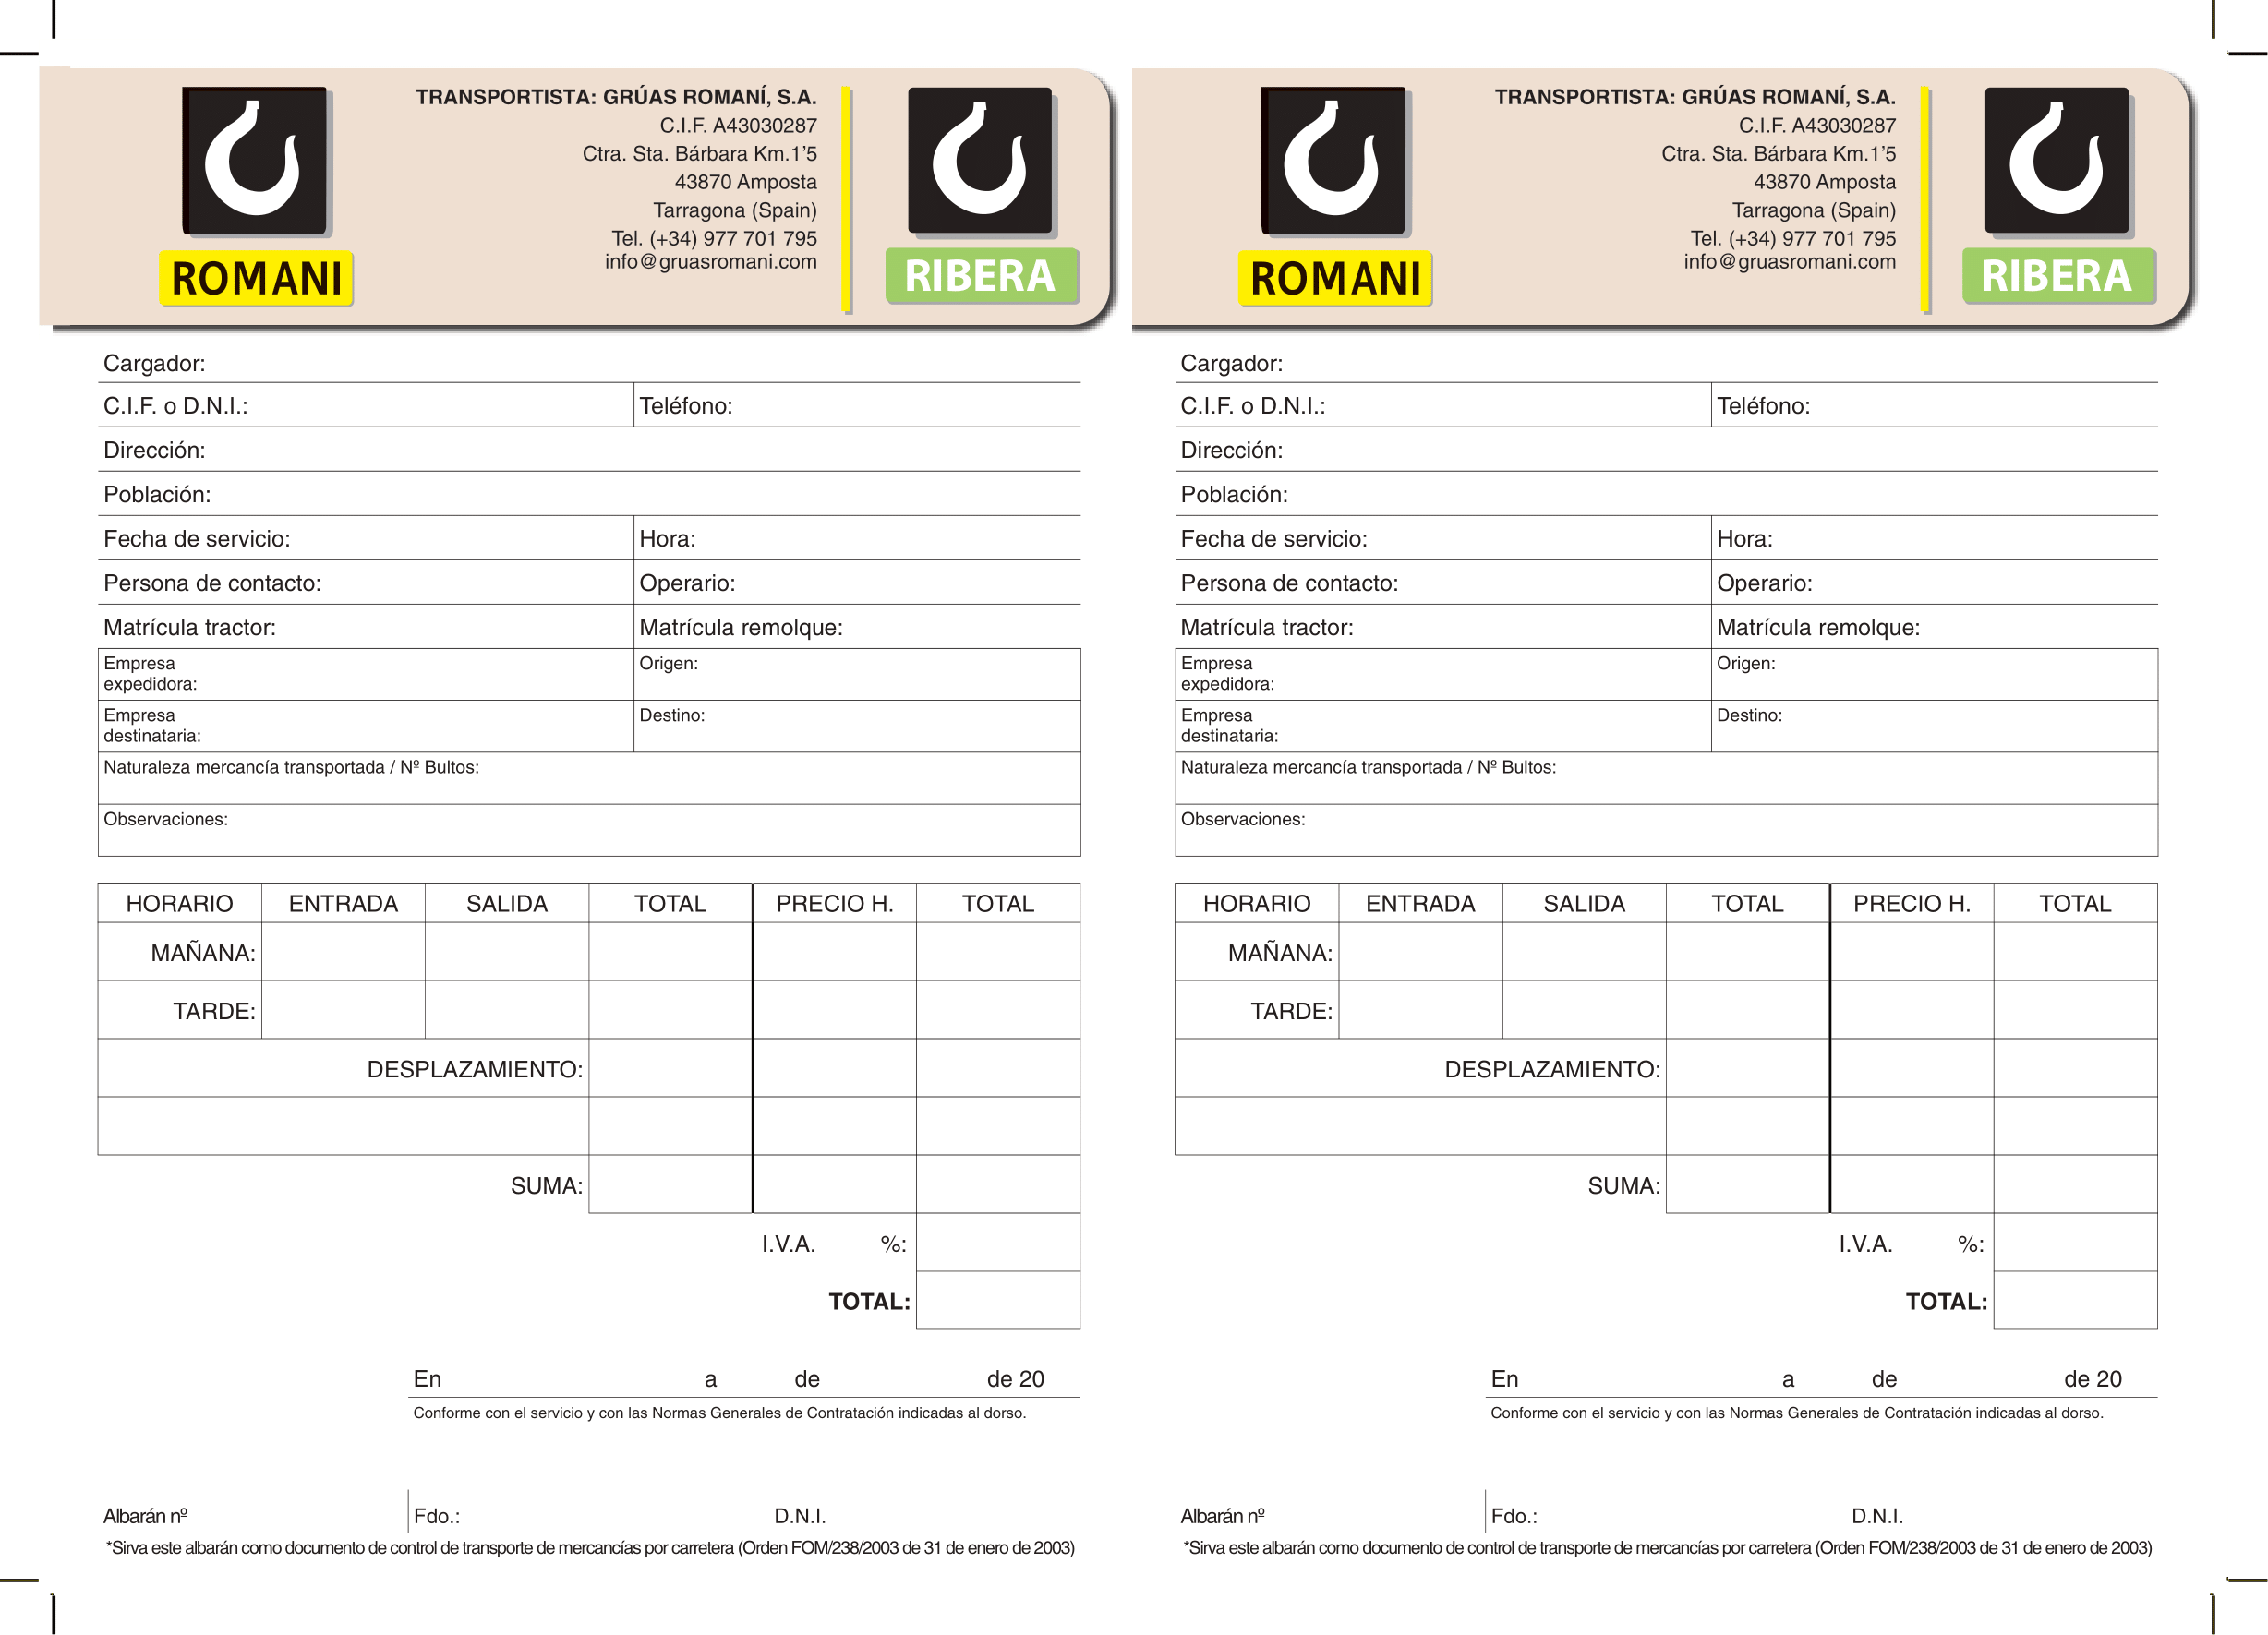 ROMANI
TRANSPORTISTA: GRÚAS ROMANÍ, S.A.
C.I.F. A43030287
Ctra. Sta. Bárbara Km.1’5
43870 Amposta
Tarragona (Spain)
Tel. (+34) 977 701 795
info@gruasromani.com
RIBERA
Cargador:
C.I.F. o D.N.I.: Teléfono:
Dirección:
Población:
Fecha de servicio: Hora:
Persona de contacto: Operario:
Matrícula tractor: Matrícula remolque:
Empresa
expedidora:
Origen:
Empresa
destinataria:
Destino:
Naturaleza mercancía transportada / Nº Bultos:
Observaciones:
HORARIO ENTRADA SALIDA TOTAL PRECIO H. TOTAL
MAÑANA:
TARDE:
DESPLAZAMIENTO:
SUMA:
I.V.A. %:
TOTAL:
En a de de 20
Conforme con el servicio y con las Normas Generales de Contratación indicadas al dorso.
Albarán nº Fdo.: D.N.I.
*Sirva este albarán como documento de control de transporte de mercancías por carretera (Orden FOM/238/2003 de 31 de enero de 2003)
ROMANI
TRANSPORTISTA: GRÚAS ROMANÍ, S.A.
C.I.F. A43030287
Ctra. Sta. Bárbara Km.1’5
43870 Amposta
Tarragona (Spain)
Tel. (+34) 977 701 795
info@gruasromani.com
RIBERA
Cargador:
C.I.F. o D.N.I.: Teléfono:
Dirección:
Población:
Fecha de servicio: Hora:
Persona de contacto: Operario:
Matrícula tractor: Matrícula remolque:
Empresa
expedidora:
Origen:
Empresa
destinataria:
Destino:
Naturaleza mercancía transportada / Nº Bultos:
Observaciones:
HORARIO ENTRADA SALIDA TOTAL PRECIO H. TOTAL
MAÑANA:
TARDE:
DESPLAZAMIENTO:
SUMA:
I.V.A. %:
TOTAL:
En a de de 20
Conforme con el servicio y con las Normas Generales de Contratación indicadas al dorso.
Albarán nº Fdo.: D.N.I.
*Sirva este albarán como documento de control de transporte de mercancías por carretera (Orden FOM/238/2003 de 31 de enero de 2003)